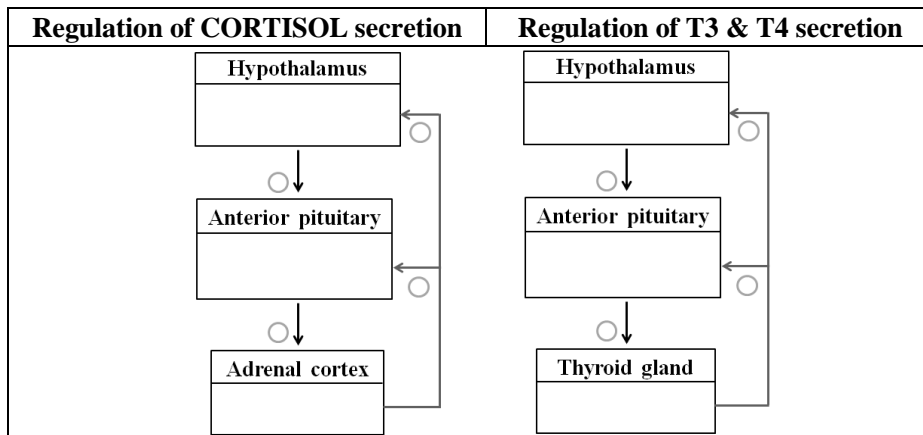 Regulation of CORTISOL secretion
Regulation of T3 & T4 secretion
Hypothalamus
Anterior pituitary
Adrenal cortex
Hypothalamus
Anterior pituitary
Thyroid gland